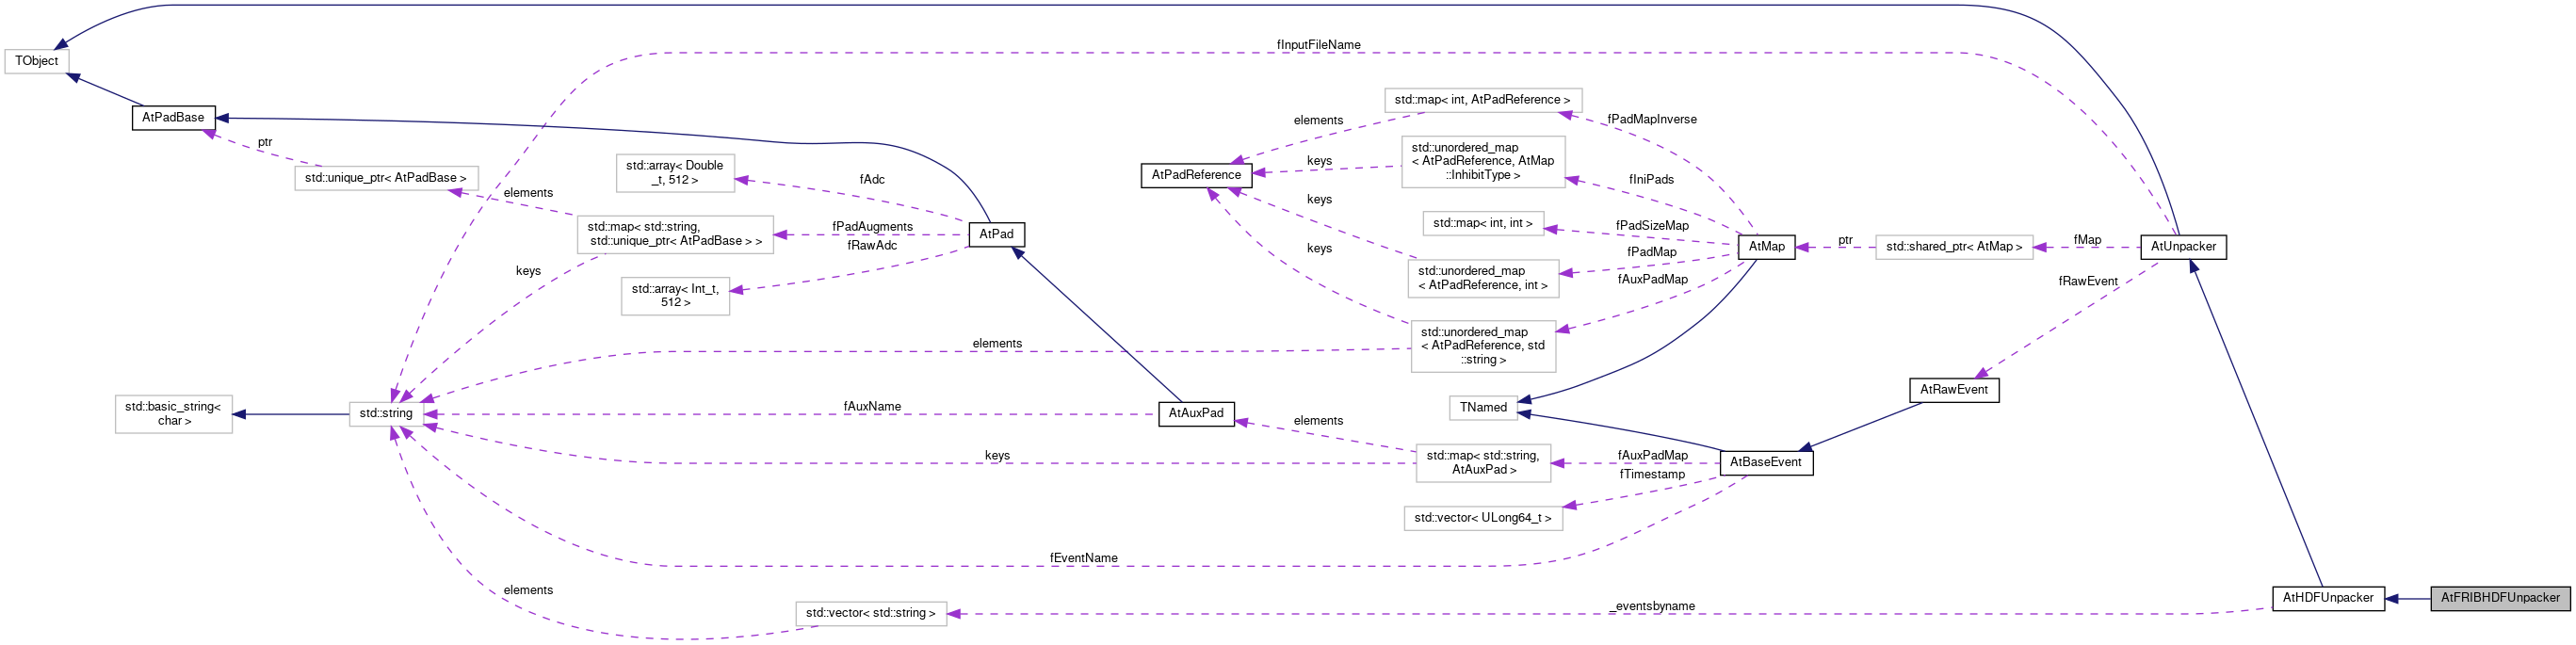 fInputFileName
TObject
std::map< int, AtPadReference >
AtPadBase
elements
fPadMapInverse
ptr
std::unordered_map
< AtPadReference, AtMap
::InhibitType >
std::array< Double
_t, 512 >
keys
std::unique_ptr< AtPadBase >
AtPadReference
fAdc
fIniPads
elements
keys
std::map< std::string,
std::unique_ptr< AtPadBase > >
fPadAugments
AtPad
std::map< int, int >
fPadSizeMap
fRawAdc
keys
AtMap
ptr
std::shared_ptr< AtMap >
fMap
AtUnpacker
fPadMap
keys
std::unordered_map
< AtPadReference, int >
fAuxPadMap
fRawEvent
std::array< Int_t,
512 >
std::unordered_map
< AtPadReference, std
::string >
elements
AtRawEvent
std::basic_string<
char >
std::string
fAuxName
AtAuxPad
TNamed
elements
keys
std::map< std::string,
AtAuxPad >
fAuxPadMap
AtBaseEvent
fTimestamp
std::vector< ULong64_t >
fEventName
elements
std::vector< std::string >
_eventsbyname
AtHDFUnpacker
AtFRIBHDFUnpacker